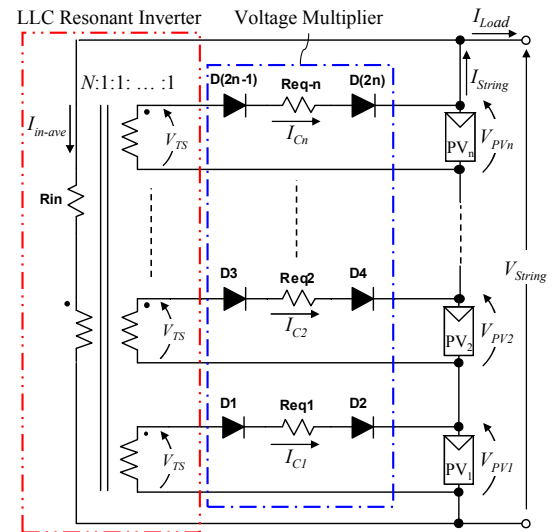 LLC Resonant Inverter
Voltage Multiplier
I_Load
N:1:1: … :1
D(2n-1) Req-n D(2n)
I_String
I_in-ave
V_TS
I_Cn
PV_n
V_PVn
Rin
D3 Req2 D4
V_String
V_TS
I_C2
PV_2
V_PV2
D1 Req1 D2
V_TS
I_C1
PV_1
V_PV1